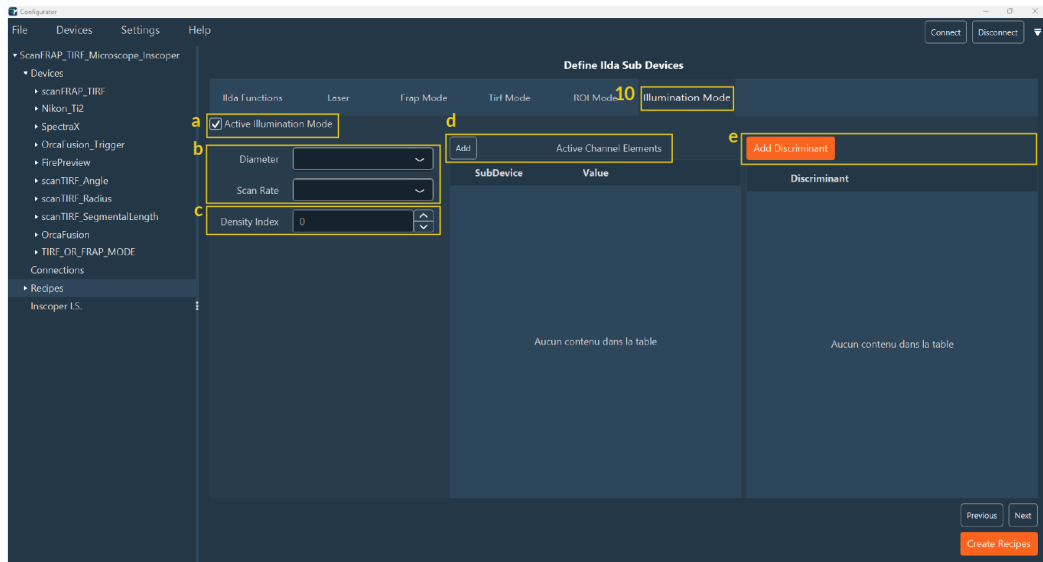 Configurator
File Devices Settings Help
Connect Disconnect
ScanFRAP_TIRF_Microscope_Inscoper
Devices
scanFRAP_TIRF
Nikon_Ti2
SpectraX
OrcaFusion_Trigger
FirePreview
scanTIRF_Angle
scanTIRF_Radius
scanTIRF_SegmentalLength
OrcaFusion
TIRF_OR_FRAP_MODE
Connections
Recipes
Inscoper I.S.
Define Ilda Sub Devices
Ilda Functions Laser Frap Mode Tirf Mode ROI Mode 10 Illumination Mode
a Active Illumination Mode
b Diameter
Scan Rate
c Density Index 0
d
Add Active Channel Elements
SubDevice Value
Aucun contenu dans la table
e Add Discriminant
Discriminant
Aucun contenu dans la table
Previous Next
Create Recipes